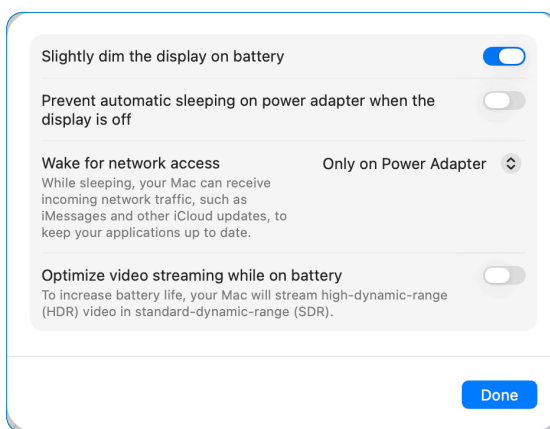 Slightly dim the display on battery
Prevent automatic sleeping on power adapter when the
display is off
Wake for network access
Only on Power Adapter
While sleeping, your Mac can receive
incoming network traffic, such as
iMessages and other iCloud updates, to
keep your applications up to date.
Optimize video streaming while on battery
To increase battery life, your Mac will stream high-dynamic-range
(HDR) video in standard-dynamic-range (SDR).
Done